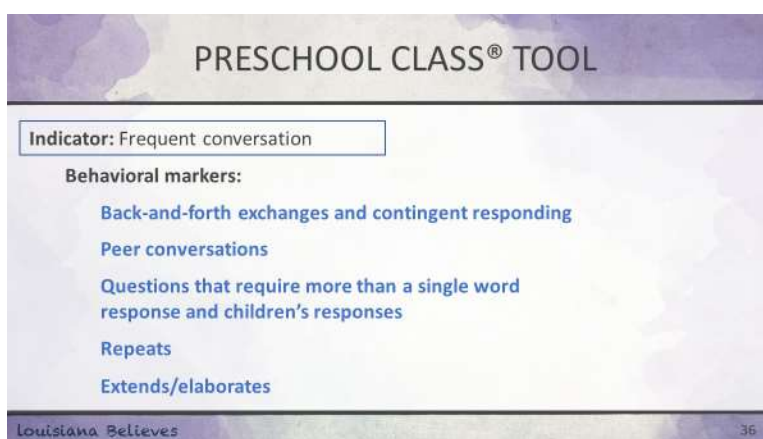 PRESCHOOL CLASS® TOOL
Indicator: Frequent conversation
Behavioral markers:
Back-and-forth exchanges and contingent responding
Peer conversations
Questions that require more than a single word
response and children’s responses
Repeats
Extends/elaborates
Louisiana Believes
36